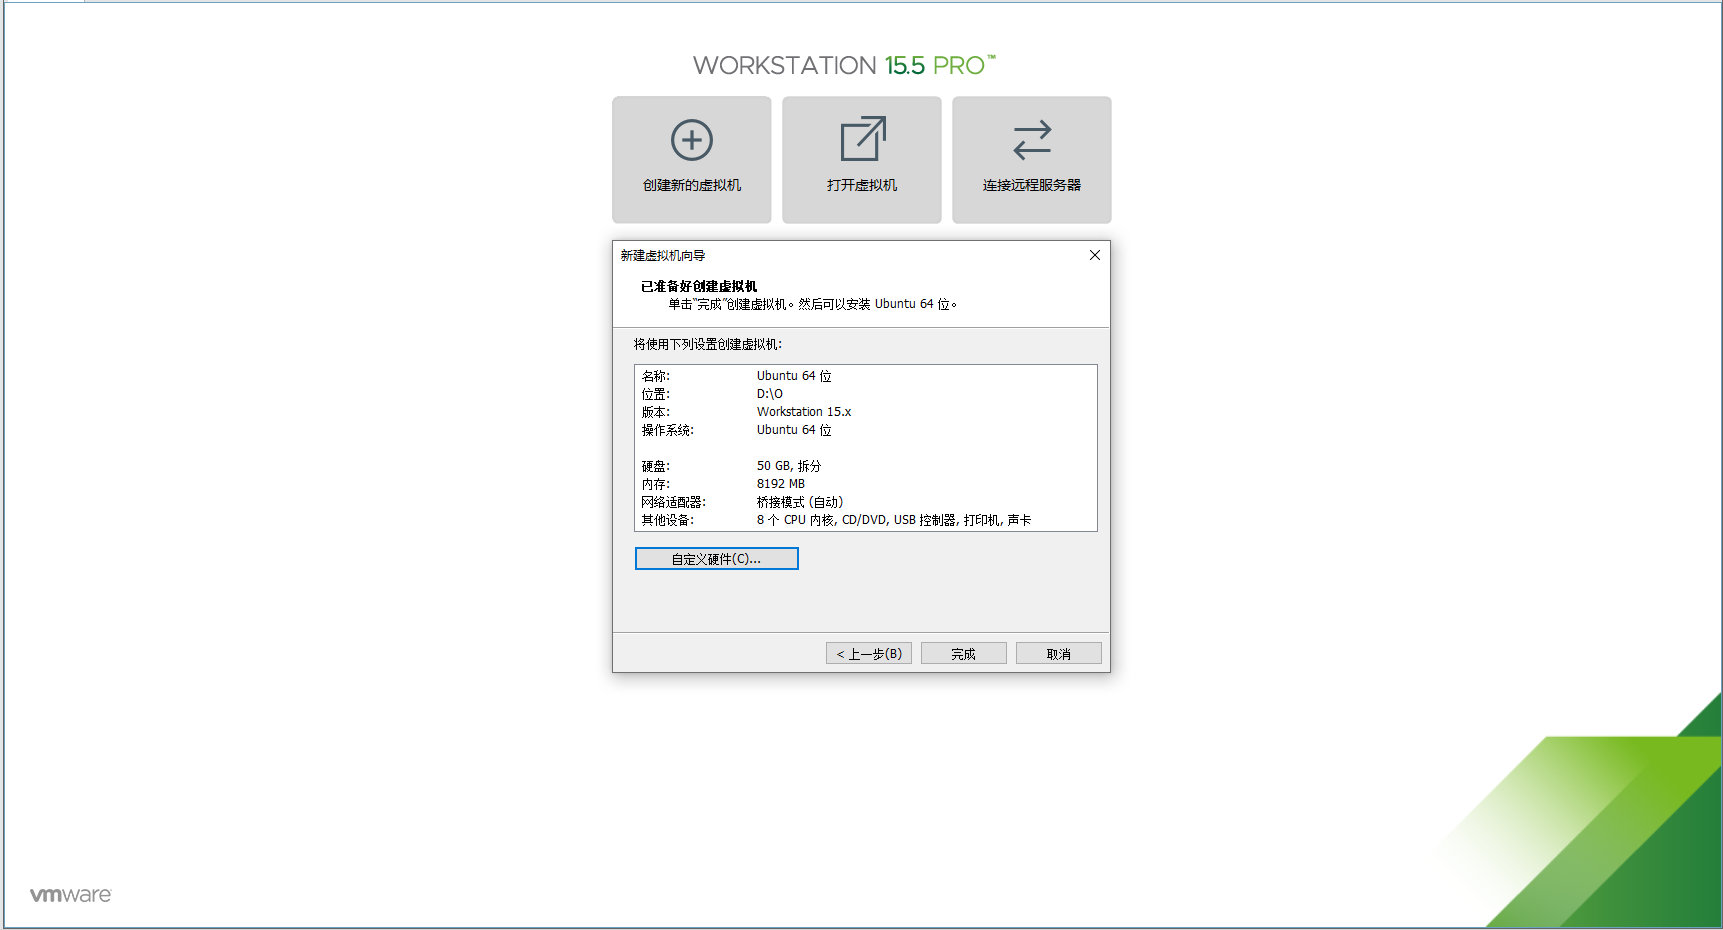 WORKSTATION 15.5 PRO™
创建新的虚拟机
打开虚拟机
连接远程服务器
新建虚拟机向导
已准备好创建虚拟机
单击“完成”创建虚拟机。然后可以安装 Ubuntu 64 位。
将使用下列设置创建虚拟机:
名称: Ubuntu 64 位
位置: D:\O
版本: Workstation 15.x
操作系统: Ubuntu 64 位
硬盘: 50 GB, 拆分
内存: 8192 MB
网络适配器: 桥接模式 (自动)
其他设备: 8 个 CPU 内核, CD/DVD, USB 控制器, 打印机, 声卡
自定义硬件(C)...
< 上一步(B) 完成 取消
vmware